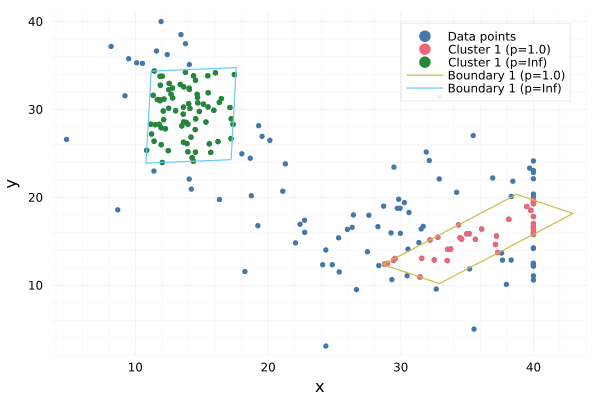 Data points
Cluster 1 (p=1.0)
Cluster 1 (p=Inf)
Boundary 1 (p=1.0)
Boundary 1 (p=Inf)
40
30
20
10
y
10
20
30
40
x